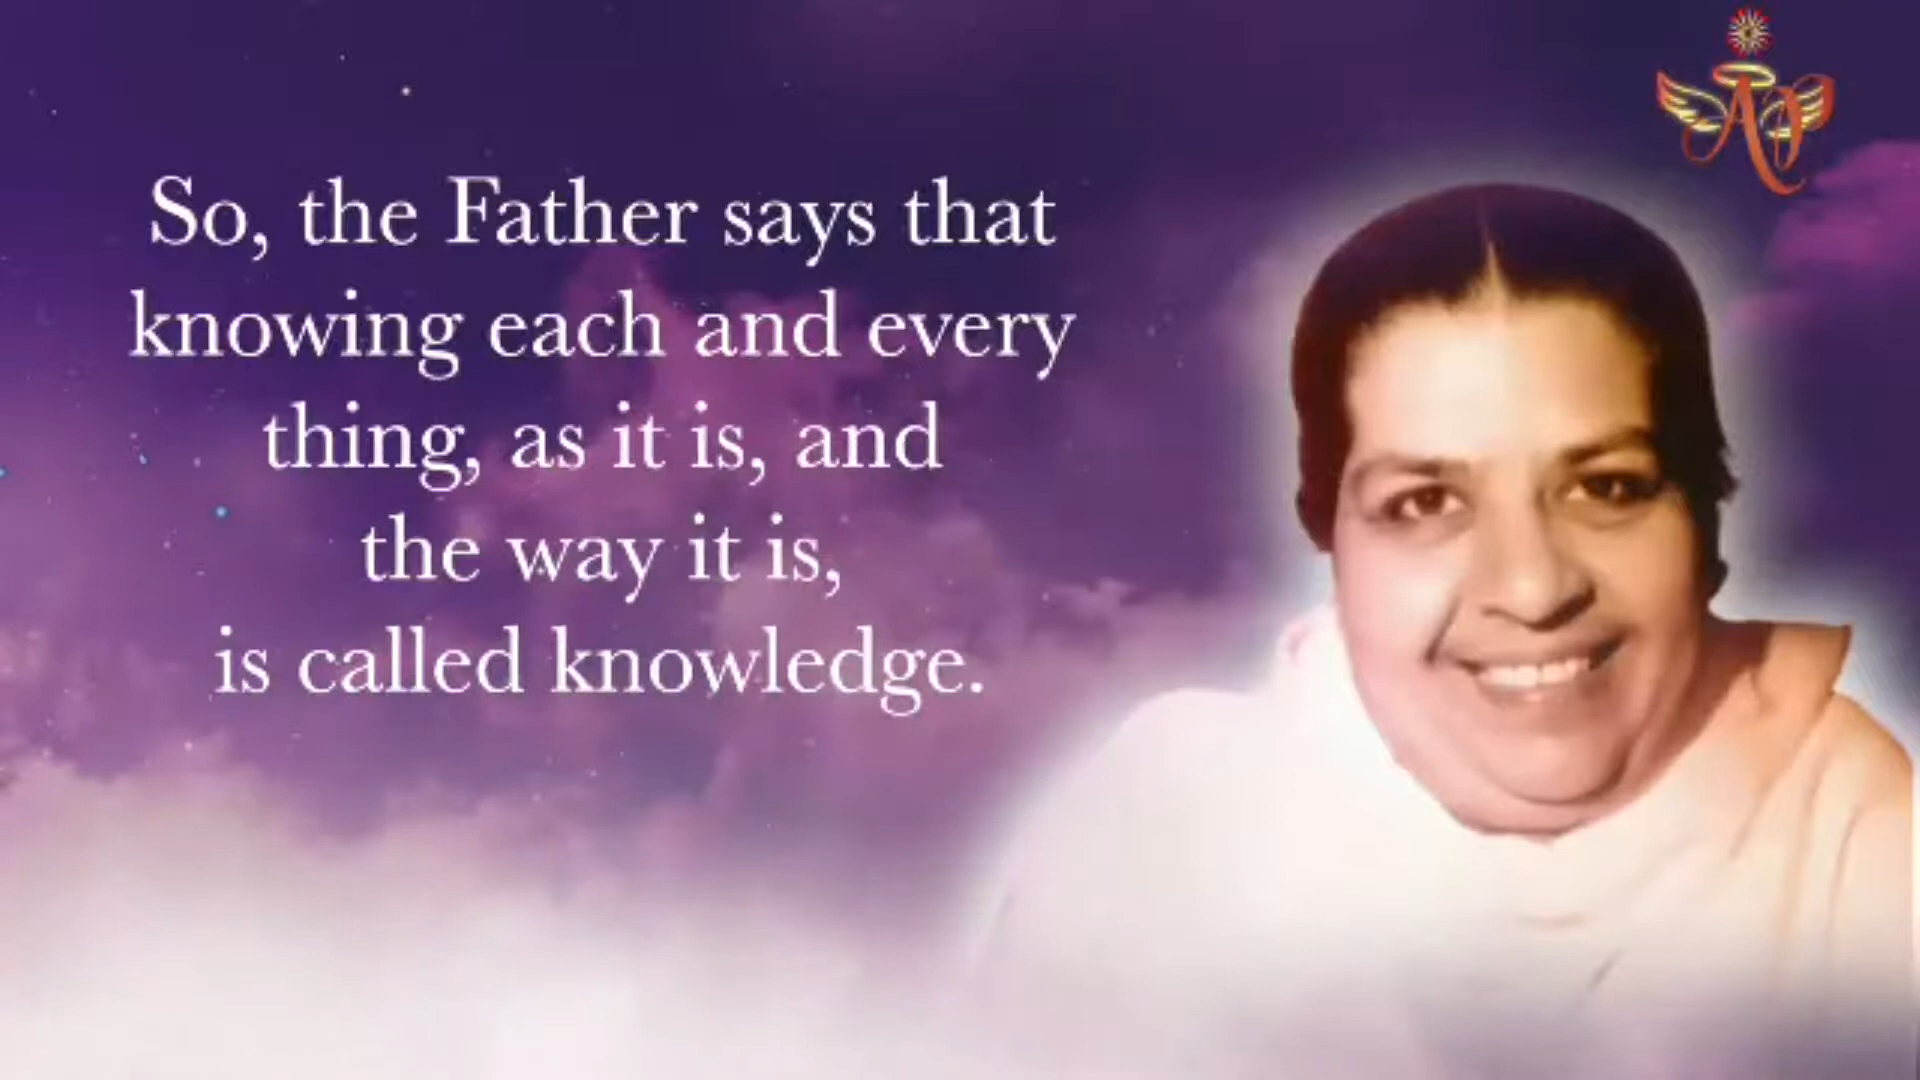 So, the Father says that
knowing each and every
thing, as it is, and
the way it is,
is called knowledge.